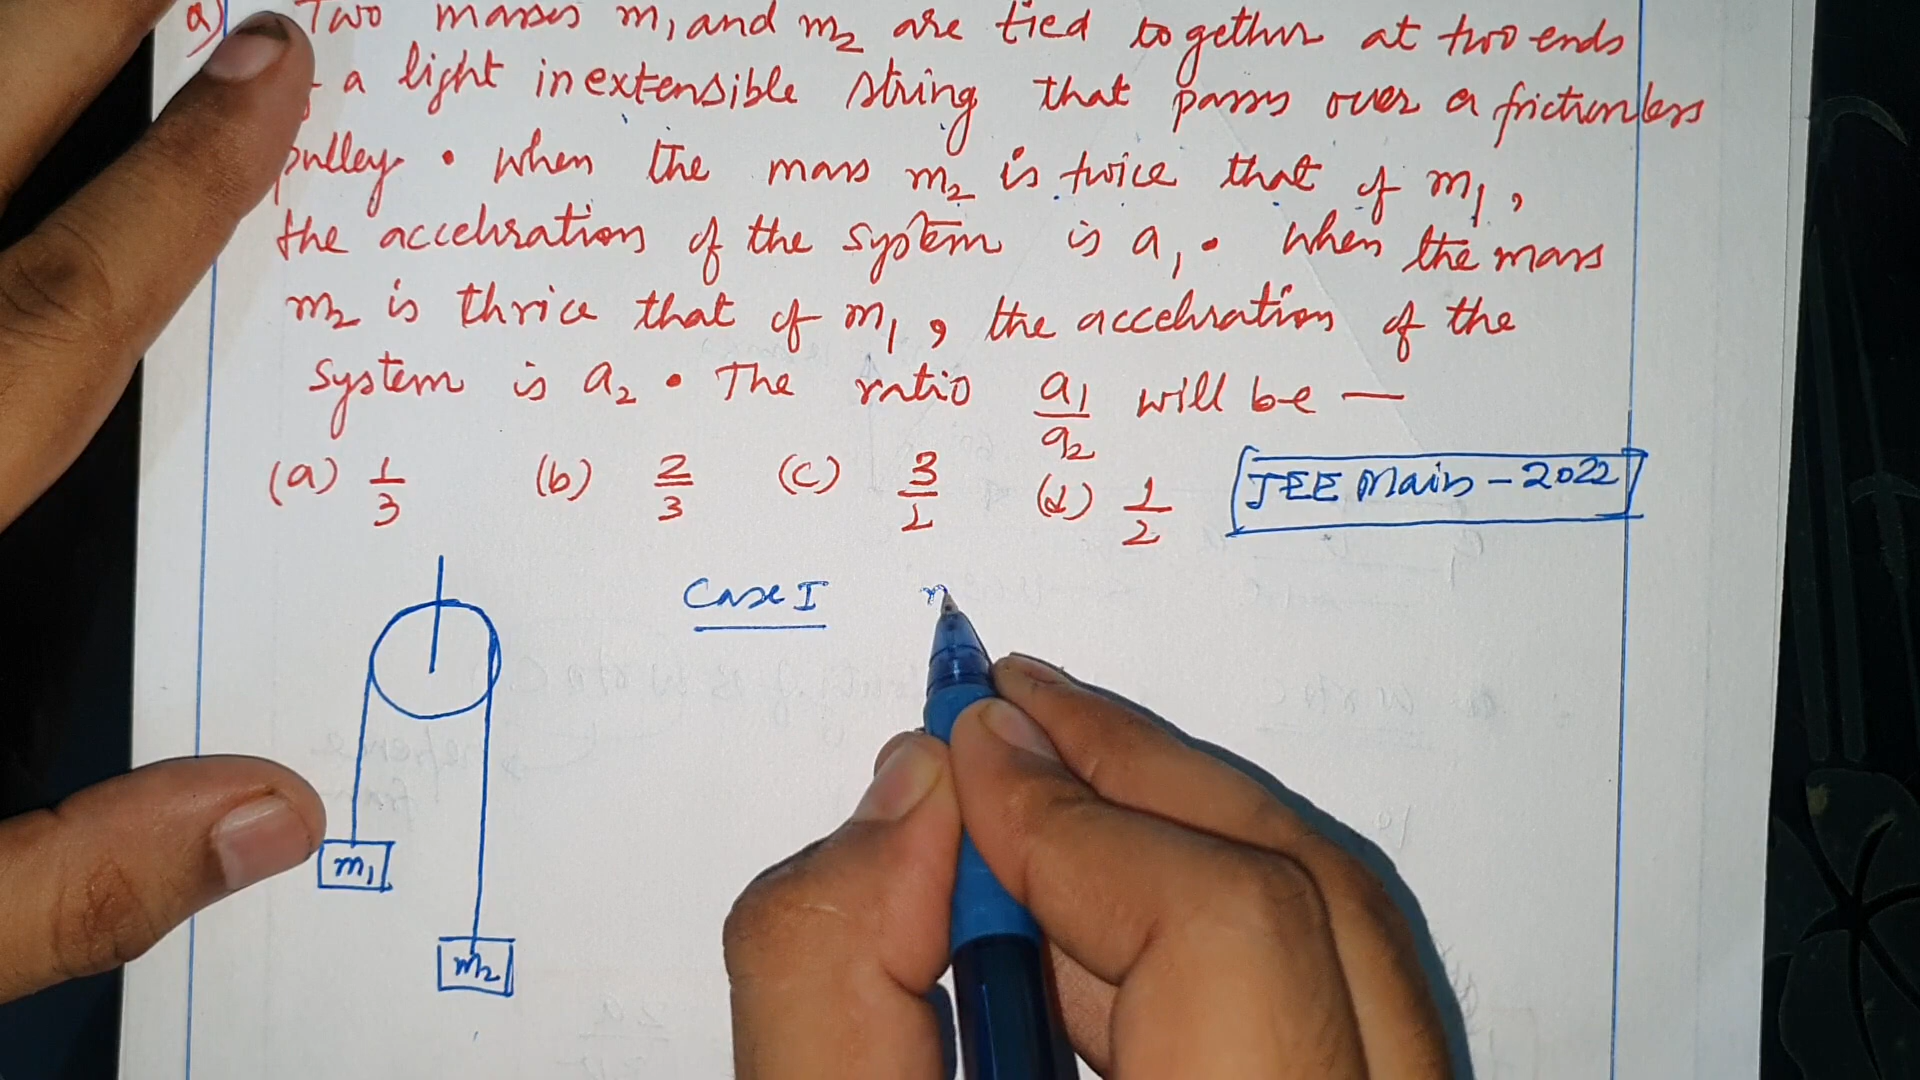 a) Two masses m₁ and m₂ are tied together at two ends
a light inextensible string that passes over a frictionless
pulley. When the mass m₂ is twice that of m₁,
the acceleration of the system is a₁. When the mass
m₂ is thrice that of m₁, the acceleration of the
system is a₂. The ratio a₁/a₂ will be —
(a) 1/3 (b) 2/3 (c) 3/1 (d) 1/2 JEE Main - 2022
Case I
m₁
m₂